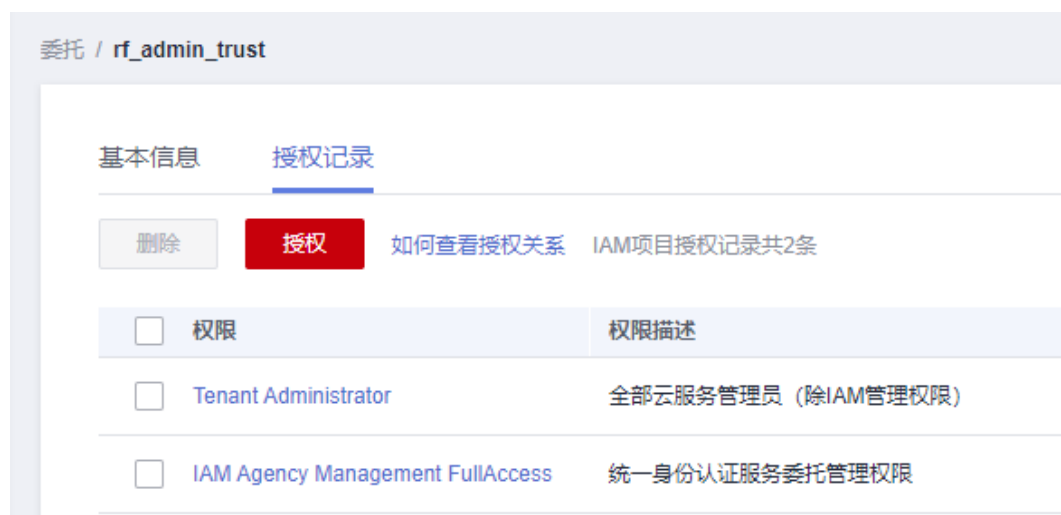 委托 / rf_admin_trust
基本信息 授权记录
删除 授权 如何查看授权关系 IAM项目授权记录共2条
权限 权限描述
Tenant Administrator 全部云服务管理员（除IAM管理权限）
IAM Agency Management FullAccess 统一身份认证服务委托管理权限